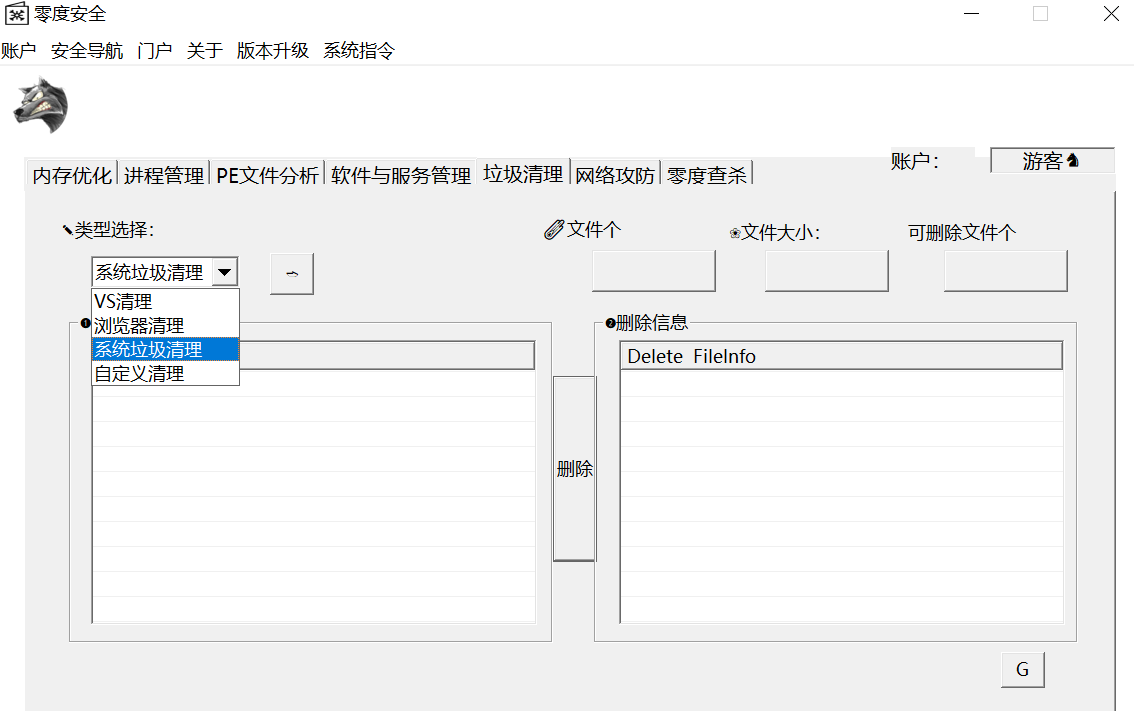 零度安全
账户 安全导航 门户 关于 版本升级 系统指令
账户： 游客
内存优化 进程管理 PE文件分析 软件与服务管理 垃圾清理 网络攻防 零度查杀
类型选择： 文件个 文件大小： 可删除文件个
系统垃圾清理
VS清理
浏览器清理
系统垃圾清理
自定义清理
❶
❷删除信息
Delete FileInfo
删除
G